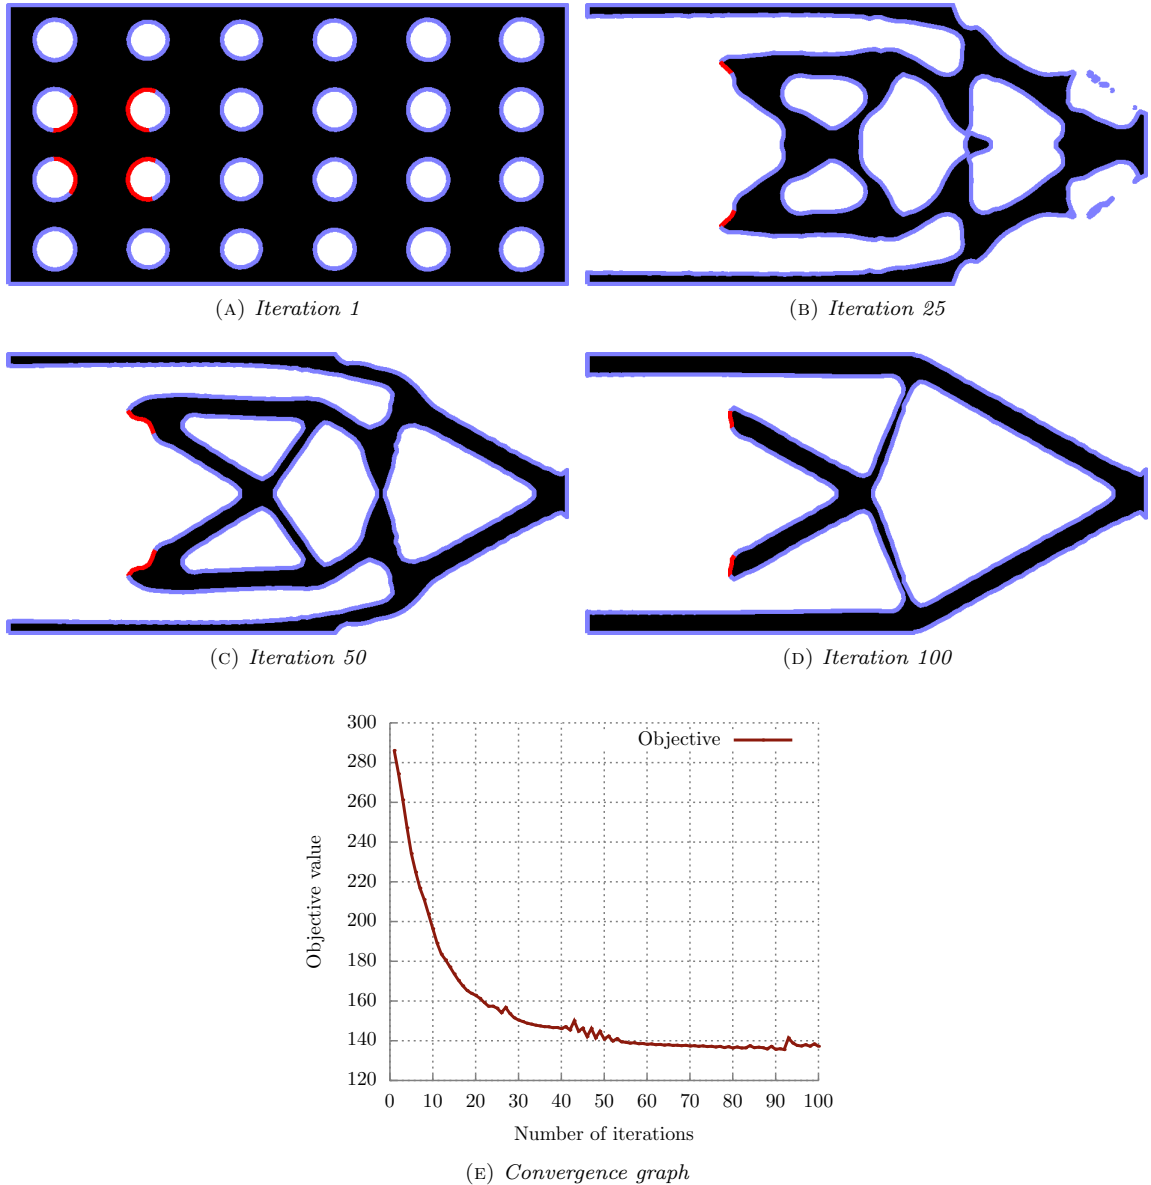 (A) Iteration 1
(B) Iteration 25
(C) Iteration 50
(D) Iteration 100
300
280
260
240
220
200
180
160
140
120
Objective value
Objective
0 10 20 30 40 50 60 70 80 90 100
Number of iterations
(E) Convergence graph